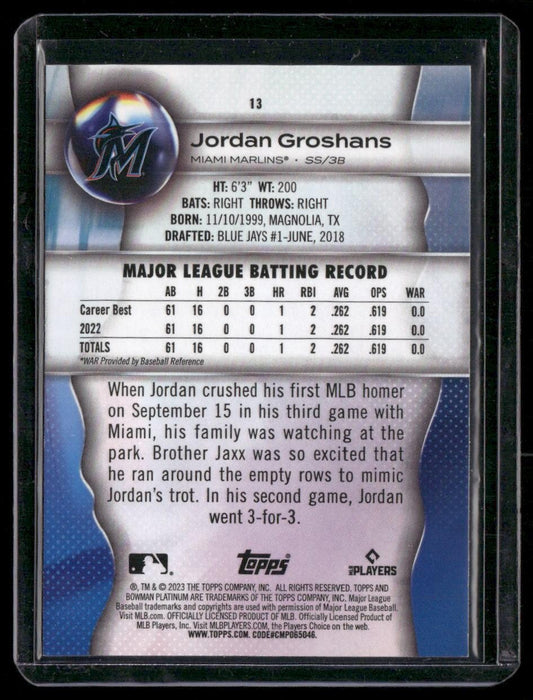 13
M
Jordan Groshans
MIAMI MARLINS® · SS/3B
HT: 6'3" WT: 200
BATS: RIGHT THROWS: RIGHT
BORN: 11/10/1999, MAGNOLIA, TX
DRAFTED: BLUE JAYS #1-JUNE, 2018
MAJOR LEAGUE BATTING RECORD
AB H 2B 3B HR RBI AVG OPS WAR
Career Best 61 16 0 0 1 2 .262 .619 0.0
2022 61 16 0 0 1 2 .262 .619 0.0
TOTALS 61 16 0 0 1 2 .262 .619 0.0
*WAR Provided by Baseball Reference
When Jordan crushed his first MLB homer
on September 15 in his third game with
Miami, his family was watching at the
park. Brother Jaxx was so excited that
he ran around the empty rows to mimic
Jordan's trot. In his second game, Jordan
went 3-for-3.
Topps PLAYERS
®, TM & © 2023 THE TOPPS COMPANY, INC. ALL RIGHTS RESERVED. TOPPS AND
BOWMAN PLATINUM ARE TRADEMARKS OF THE TOPPS COMPANY, INC. Major League
Baseball trademarks and copyrights are used with permission of Major League Baseball.
Visit MLB.com. OFFICIALLY LICENSED PRODUCT OF MLB. Officially Licensed Product of
MLB Players, Inc. Visit MLBPLAYERS.com, the Players Choice on the web.
WWW.TOPPS.COM. CODE#CMP065046.